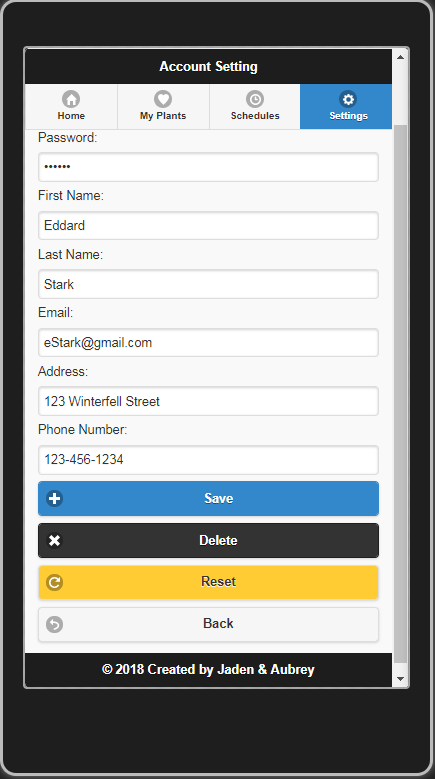 Account Setting
Home My Plants Schedules Settings
Password:
••••••
First Name:
Eddard
Last Name:
Stark
Email:
eStark@gmail.com
Address:
123 Winterfell Street
Phone Number:
123-456-1234
Save
Delete
Reset
Back
© 2018 Created by Jaden & Aubrey